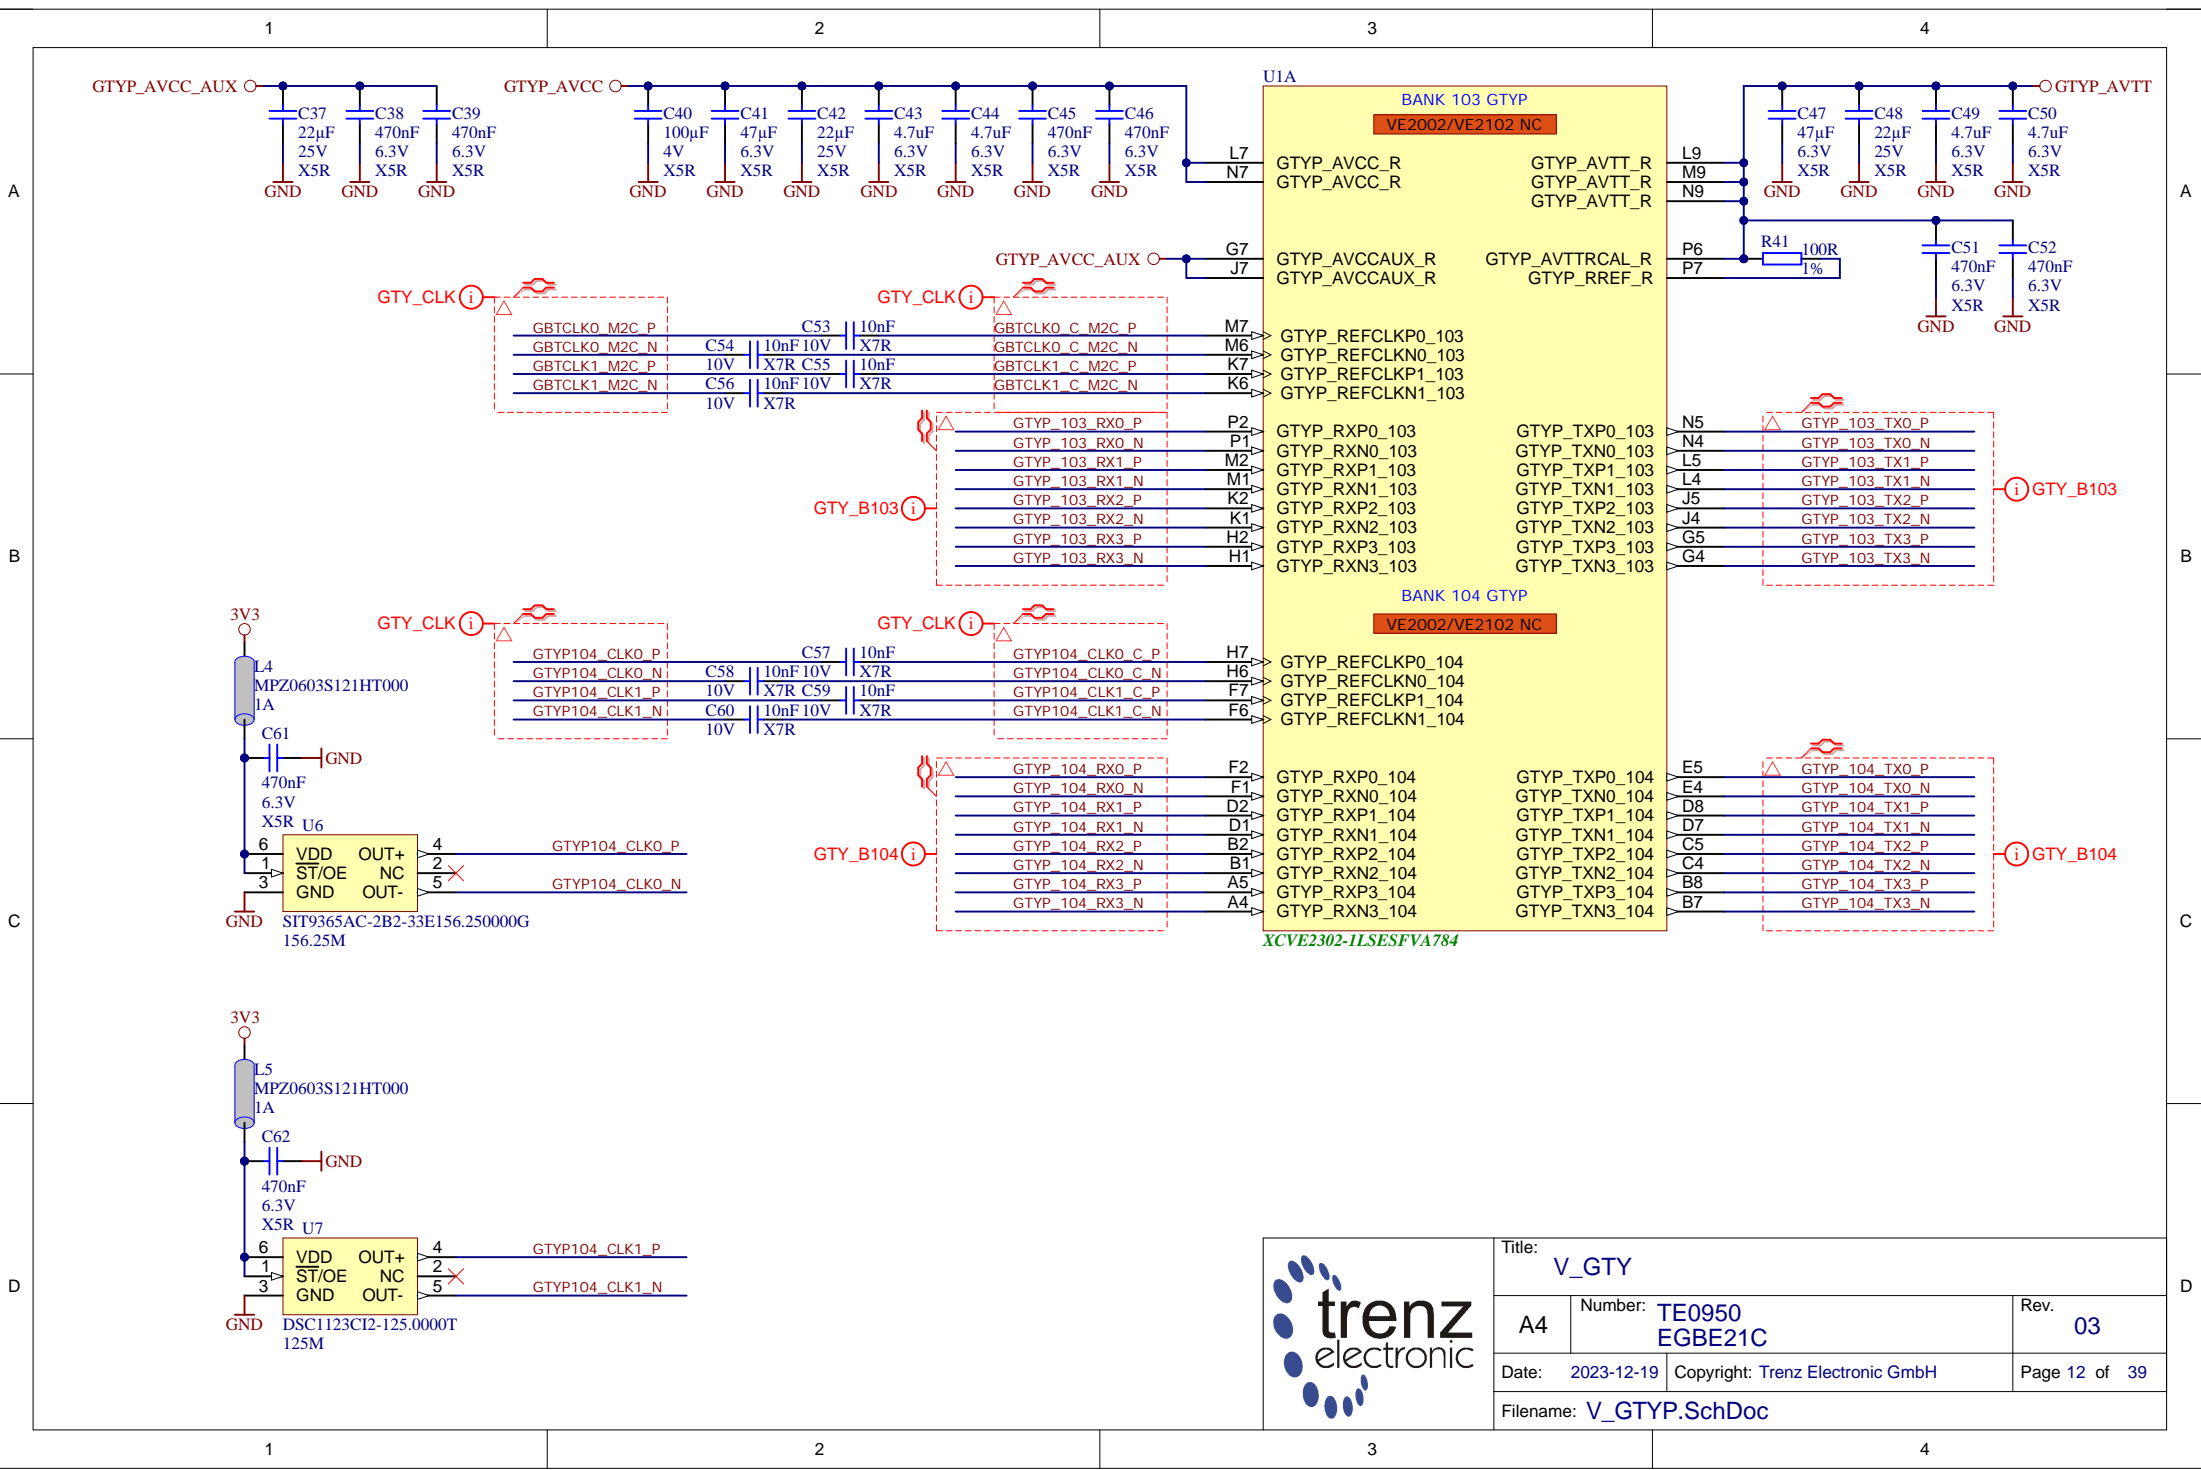 1 2 3 4
GTYP_AVCC_AUX
C37
22µF
25V
X5R
GND
C38
470nF
6.3V
X5R
GND
C39
470nF
6.3V
X5R
GND
GTYP_AVCC
C40
100µF
4V
X5R
GND
C41
47µF
6.3V
X5R
GND
C42
22µF
25V
X5R
GND
C43
4.7uF
6.3V
X5R
GND
C44
4.7uF
6.3V
X5R
GND
C45
470nF
6.3V
X5R
GND
C46
470nF
6.3V
X5R
GND
U1A
BANK 103 GTYP
VE2002/VE2102 NC
L7 GTYP_AVCC_R
N7 GTYP_AVCC_R
GTYP_AVTT_R L9
GTYP_AVTT_R M9
GTYP_AVTT_R N9
GTYP_AVTT
C47
47µF
6.3V
X5R
GND
C48
22µF
25V
X5R
GND
C49
4.7uF
6.3V
X5R
GND
C50
4.7uF
6.3V
X5R
GND
A A
GTYP_AVCC_AUX
G7 GTYP_AVCCAUX_R
J7 GTYP_AVCCAUX_R
GTYP_AVTTRCAL_R P6
GTYP_RREF_R P7
R41 100R
1%
C51
470nF
6.3V
X5R
GND
C52
470nF
6.3V
X5R
GND
GTY_CLK i
GTY_CLK i
GBTCLK0_M2C_P C53 10nF 10V X7R GBTCLK0_C_M2C_P M7 GTYP_REFCLKP0_103
GBTCLK0_M2C_N C54 10nF 10V X7R GBTCLK0_C_M2C_N M6 GTYP_REFCLKN0_103
GBTCLK1_M2C_P C55 10nF 10V X7R GBTCLK1_C_M2C_P K7 GTYP_REFCLKP1_103
GBTCLK1_M2C_N C56 10nF 10V X7R GBTCLK1_C_M2C_N K6 GTYP_REFCLKN1_103
GTYP_103_RX0_P P2 GTYP_RXP0_103 GTYP_TXP0_103 N5 GTYP_103_TX0_P
GTYP_103_RX0_N P1 GTYP_RXN0_103 GTYP_TXN0_103 N4 GTYP_103_TX0_N
GTYP_103_RX1_P M2 GTYP_RXP1_103 GTYP_TXP1_103 L5 GTYP_103_TX1_P
GTYP_103_RX1_N M1 GTYP_RXN1_103 GTYP_TXN1_103 L4 GTYP_103_TX1_N
GTYP_103_RX2_P K2 GTYP_RXP2_103 GTYP_TXP2_103 J5 GTYP_103_TX2_P
GTYP_103_RX2_N K1 GTYP_RXN2_103 GTYP_TXN2_103 J4 GTYP_103_TX2_N
GTYP_103_RX3_P H2 GTYP_RXP3_103 GTYP_TXP3_103 G5 GTYP_103_TX3_P
GTYP_103_RX3_N H1 GTYP_RXN3_103 GTYP_TXN3_103 G4 GTYP_103_TX3_N
GTY_B103 i
i GTY_B103
B B
BANK 104 GTYP
VE2002/VE2102 NC
GTY_CLK i
GTY_CLK i
GTYP104_CLK0_P C57 10nF 10V X7R GTYP104_CLK0_C_P H7 GTYP_REFCLKP0_104
GTYP104_CLK0_N C58 10nF 10V X7R GTYP104_CLK0_C_N H6 GTYP_REFCLKN0_104
GTYP104_CLK1_P C59 10nF 10V X7R GTYP104_CLK1_C_P F7 GTYP_REFCLKP1_104
GTYP104_CLK1_N C60 10nF 10V X7R GTYP104_CLK1_C_N F6 GTYP_REFCLKN1_104
GTYP_104_RX0_P F2 GTYP_RXP0_104 GTYP_TXP0_104 E5 GTYP_104_TX0_P
GTYP_104_RX0_N F1 GTYP_RXN0_104 GTYP_TXN0_104 E4 GTYP_104_TX0_N
GTYP_104_RX1_P D2 GTYP_RXP1_104 GTYP_TXP1_104 D8 GTYP_104_TX1_P
GTYP_104_RX1_N D1 GTYP_RXN1_104 GTYP_TXN1_104 D7 GTYP_104_TX1_N
GTYP_104_RX2_P B2 GTYP_RXP2_104 GTYP_TXP2_104 C5 GTYP_104_TX2_P
GTYP_104_RX2_N B1 GTYP_RXN2_104 GTYP_TXN2_104 C4 GTYP_104_TX2_N
GTYP_104_RX3_P A5 GTYP_RXP3_104 GTYP_TXP3_104 B8 GTYP_104_TX3_P
GTYP_104_RX3_N A4 GTYP_RXN3_104 GTYP_TXN3_104 B7 GTYP_104_TX3_N
GTY_B104 i
i GTY_B104
XCVE2302-1LSESFVA784
3V3
L4
MPZ0603S121HT000
1A
C61
GND
470nF
6.3V
X5R
U6
6 VDD OUT+ 4 GTYP104_CLK0_P
1 ST/OE NC 2
3 GND OUT- 5 GTYP104_CLK0_N
GND
SIT9365AC-2B2-33E156.250000G
156.25M
C C
3V3
L5
MPZ0603S121HT000
1A
C62
GND
470nF
6.3V
X5R
U7
6 VDD OUT+ 4 GTYP104_CLK1_P
1 ST/OE NC 2
3 GND OUT- 5 GTYP104_CLK1_N
GND
DSC1123CI2-125.0000T
125M
D D
trenz
electronic
Title:
V_GTY
A4
Number: TE0950
EGBE21C
Rev.
03
Date: 2023-12-19 Copyright: Trenz Electronic GmbH Page 12 of 39
Filename: V_GTYP.SchDoc
1 2 3 4